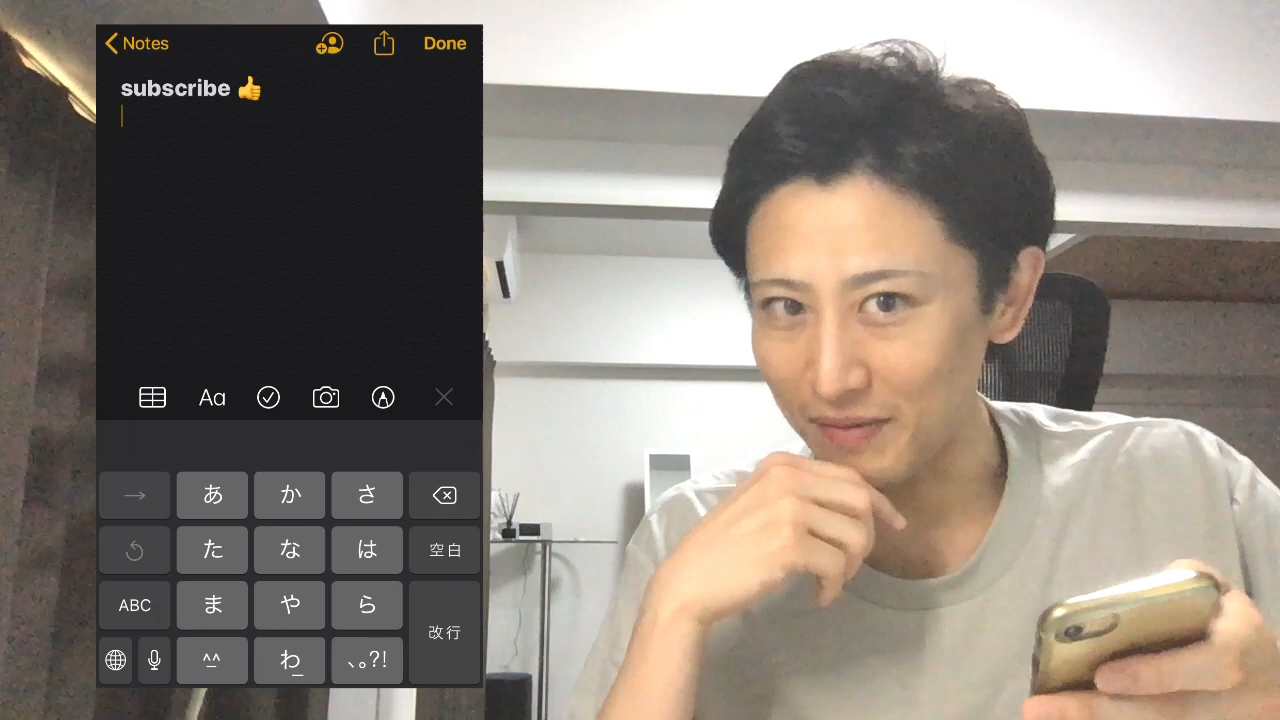 Notes Done
subscribe 👍
Aa
→ あ か さ
た な は 空白
ABC ま や ら 改行
^^ わ_ 、。?!